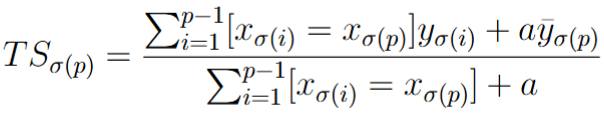 $$TS_{\sigma(p)} = \frac{\sum_{i=1}^{p-1}[x_{\sigma(i)} = x_{\sigma(p)}]y_{\sigma(i)} + a\bar{y}_{\sigma(p)}}{\sum_{i=1}^{p-1}[x_{\sigma(i)} = x_{\sigma(p)}] + a}$$